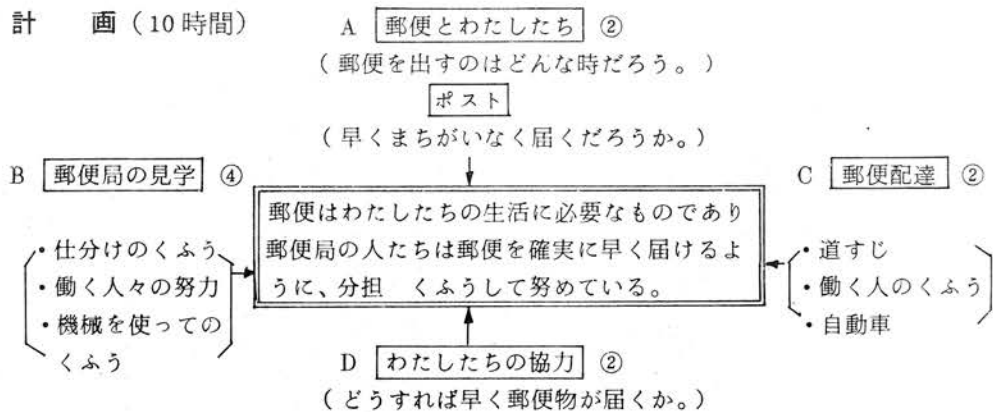 計 画（10時間）
A 郵便とわたしたち ②
（郵便を出すのはどんな時だろう。）
ポスト
（早くまちがいなく届くだろうか。）
B 郵便局の見学 ④
・仕分けのくふう
・働く人々の努力
・機械を使っての
くふう
郵便はわたしたちの生活に必要なものであり
郵便局の人たちは郵便を確実に早く届けるよ
うに、分担 くふうして努めている。
C 郵便配達 ②
・道すじ
・働く人のくふう
・自動車
D わたしたちの協力 ②
（どうすれば早く郵便物が届くか。）